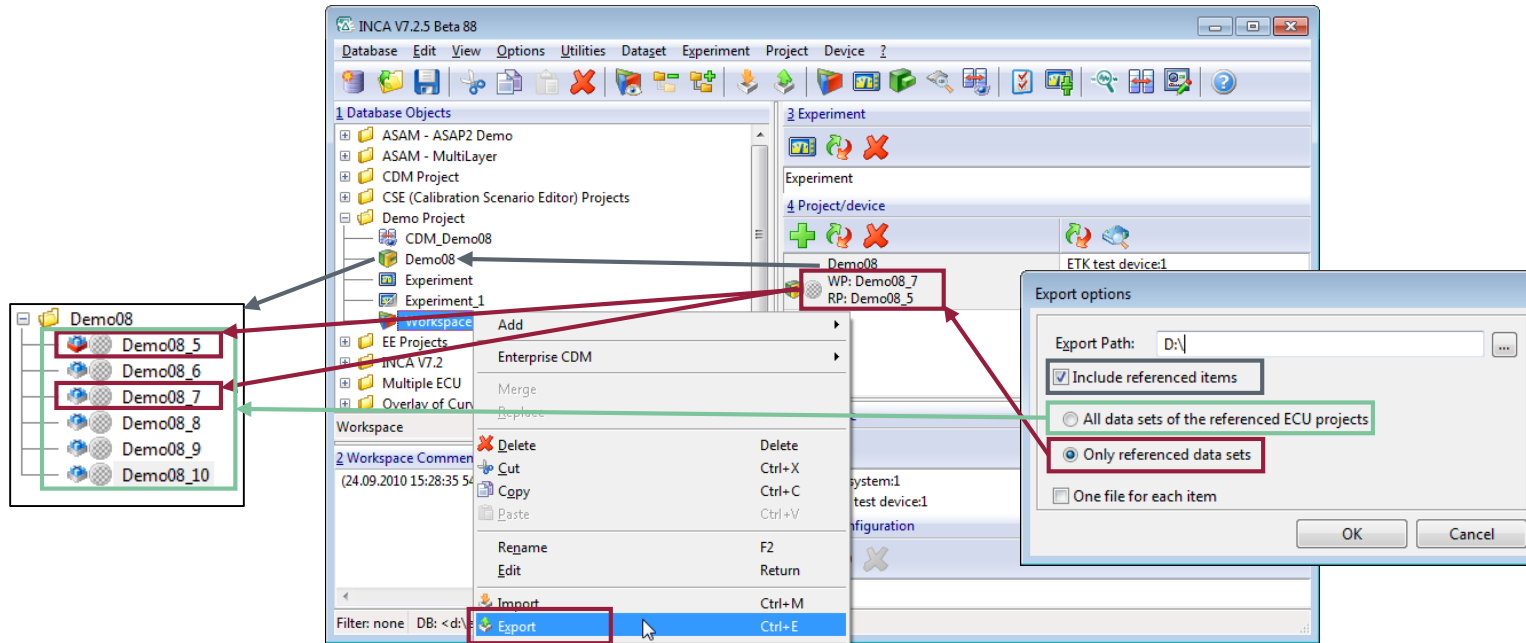 INCA V7.2.5 Beta 88
Database Edit View Options Utilities Dataset Experiment Project Device ?
1 Database Objects
ASAM - ASAP2 Demo
ASAM - MultiLayer
CDM Project
CSE (Calibration Scenario Editor) Projects
Demo Project
CDM_Demo08
Demo08
Experiment
Experiment_1
Workspace
EE Projects
INCA V7.2
Multiple ECU
Overlay of Cur
Workspace
2 Workspace Commen
(24.09.2010 15:28:35 54
Filter: none DB: <d:\
3 Experiment
Experiment
4 Project/device
Demo08
WP: Demo08_7
RP: Demo08_5
ETK test device:1
ystem:1
test device:1
nfiguration
Add
Enterprise CDM
Merge
Replace
Delete Delete
Cut Ctrl+X
Copy Ctrl+C
Paste Ctrl+V
Rename F2
Edit Return
Import Ctrl+M
Export Ctrl+E
Demo08
Demo08_5
Demo08_6
Demo08_7
Demo08_8
Demo08_9
Demo08_10
Export options
Export Path: D:\
...
Include referenced items
All data sets of the referenced ECU projects
Only referenced data sets
One file for each item
OK Cancel